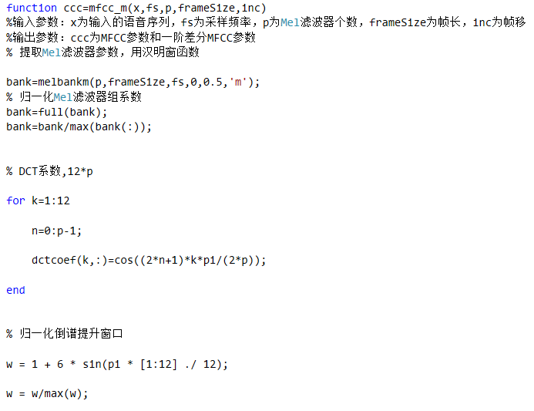 function ccc=mfcc_m(x,fs,p,frameSize,inc)
%输入参数：x为输入的语音序列，fs为采样频率，p为Mel滤波器个数，frameSize为帧长，inc为帧移
%输出参数：ccc为MFCC参数和一阶差分MFCC参数
% 提取Mel滤波器参数，用汉明窗函数
bank=melbankm(p,frameSize,fs,0,0.5,'m');
% 归一化Mel滤波器组系数
bank=full(bank);
bank=bank/max(bank(:));
% DCT系数,12*p
for k=1:12
n=0:p-1;
dctcoef(k,:)=cos((2*n+1)*k*pi/(2*p));
end
% 归一化倒谱提升窗口
w = 1 + 6 * sin(pi * [1:12] ./ 12);
w = w/max(w);